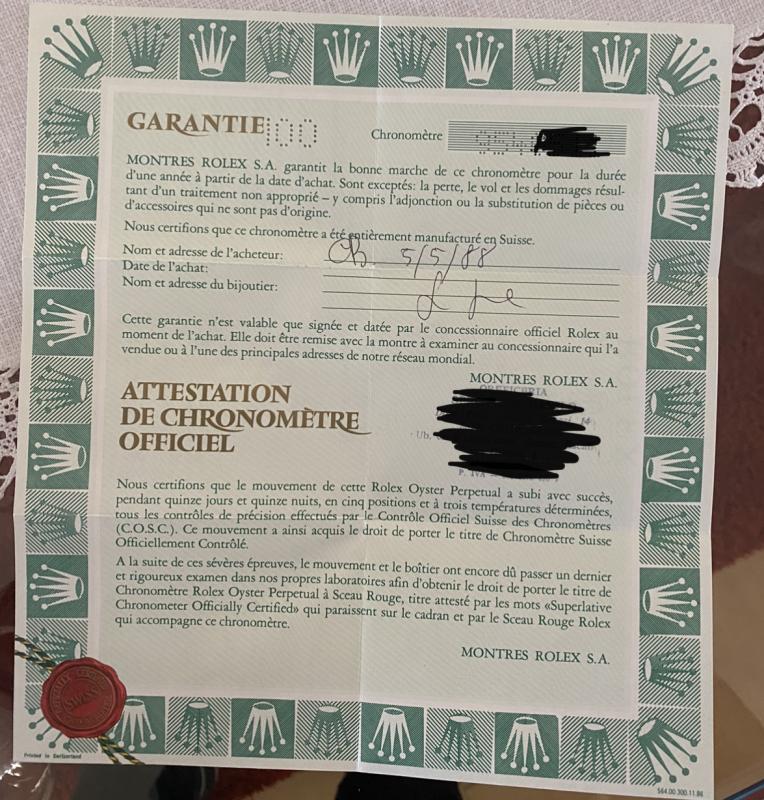 GARANTIE 100
Chronomètre
MONTRES ROLEX S.A. garantit la bonne marche de ce chronomètre pour la durée
d'une année à partir de la date d'achat. Sont exceptés: la perte, le vol et les dommages résul-
tant d'un traitement non approprié – y compris l'adjonction ou la substitution de pièces ou
d'accessoires qui ne sont pas d'origine.
Nous certifions que ce chronomètre a été entièrement manufacturé en Suisse.
Nom et adresse de l'acheteur: 5/5/88
Date de l'achat:
Nom et adresse du bijoutier:
Cette garantie n'est valable que signée et datée par le concessionnaire officiel Rolex au
moment de l'achat. Elle doit être remise avec la montre à examiner au concessionnaire qui l'a
vendue ou à l'une des principales adresses de notre réseau mondial.
MONTRES ROLEX S.A.
OREFICERIA
P. IVA
ATTESTATION
DE CHRONOMÈTRE
OFFICIEL
Nous certifions que le mouvement de cette Rolex Oyster Perpetual a subi avec succès,
pendant quinze jours et quinze nuits, en cinq positions et à trois températures déterminées,
tous les contrôles de précision effectués par le Contrôle Officiel Suisse des Chronomètres
(C.O.S.C.). Ce mouvement a ainsi acquis le droit de porter le titre de Chronomètre Suisse
Officiellement Contrôlé.
A la suite de ces sévères épreuves, le mouvement et le boîtier ont encore dû passer un dernier
et rigoureux examen dans nos propres laboratoires afin d'obtenir le droit de porter le titre de
Chronomètre Rolex Oyster Perpetual à Sceau Rouge, titre attesté par les mots «Superlative
Chronometer Officially Certified» qui paraissent sur le cadran et par le Sceau Rouge Rolex
qui accompagne ce chronomètre.
MONTRES ROLEX S.A.
SWISS
Printed in Switzerland
564.00.300.11.86